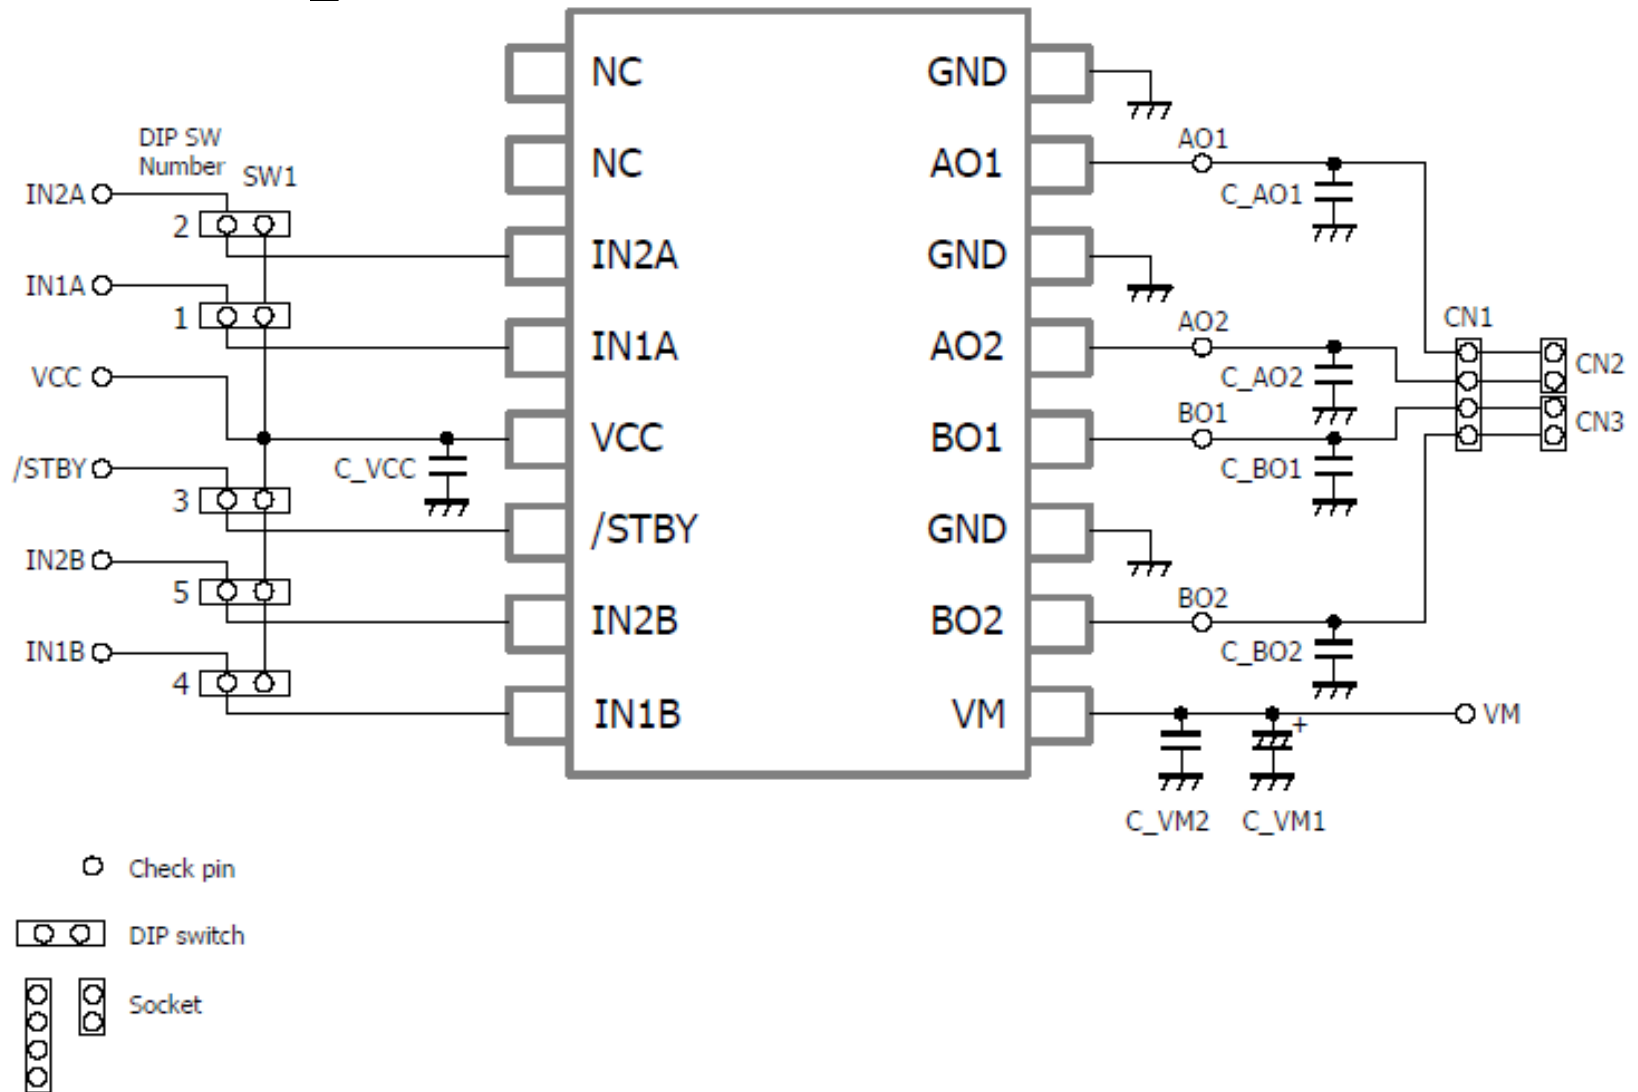 NC
GND
DIP SW
Number
SW1
AO1
NC
AO1
IN2A
C_AO1
2
IN2A
GND
IN1A
1
AO2
CN1
IN1A
AO2
VCC
C_AO2
CN2
BO1
CN3
VCC
BO1
/STBY
C_VCC
C_BO1
3
/STBY
GND
IN2B
5
BO2
IN2B
BO2
IN1B
C_BO2
4
IN1B
VM
+
VM
C_VM2
C_VM1
Check pin
DIP switch
Socket